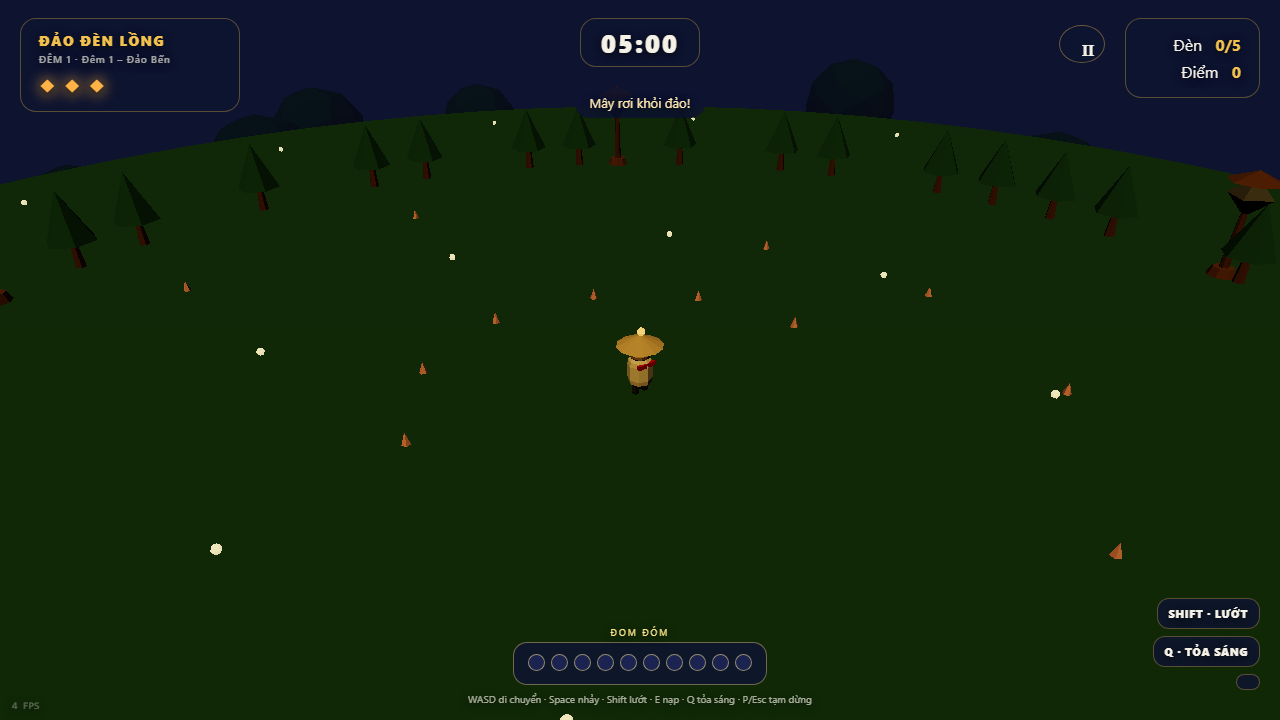 ĐẢO ĐÈN LỒNG
ĐÊM 1 · Đêm 1 – Đảo Bến
05:00
II
Đèn 0/5
Điểm 0
Mây rơi khỏi đảo!
SHIFT · LƯỚT
Q · TỎA SÁNG
ĐOM ĐÓM
WASD di chuyển · Space nhảy · Shift lướt · E nạp · Q tỏa sáng · P/Esc tạm dừng
4 FPS